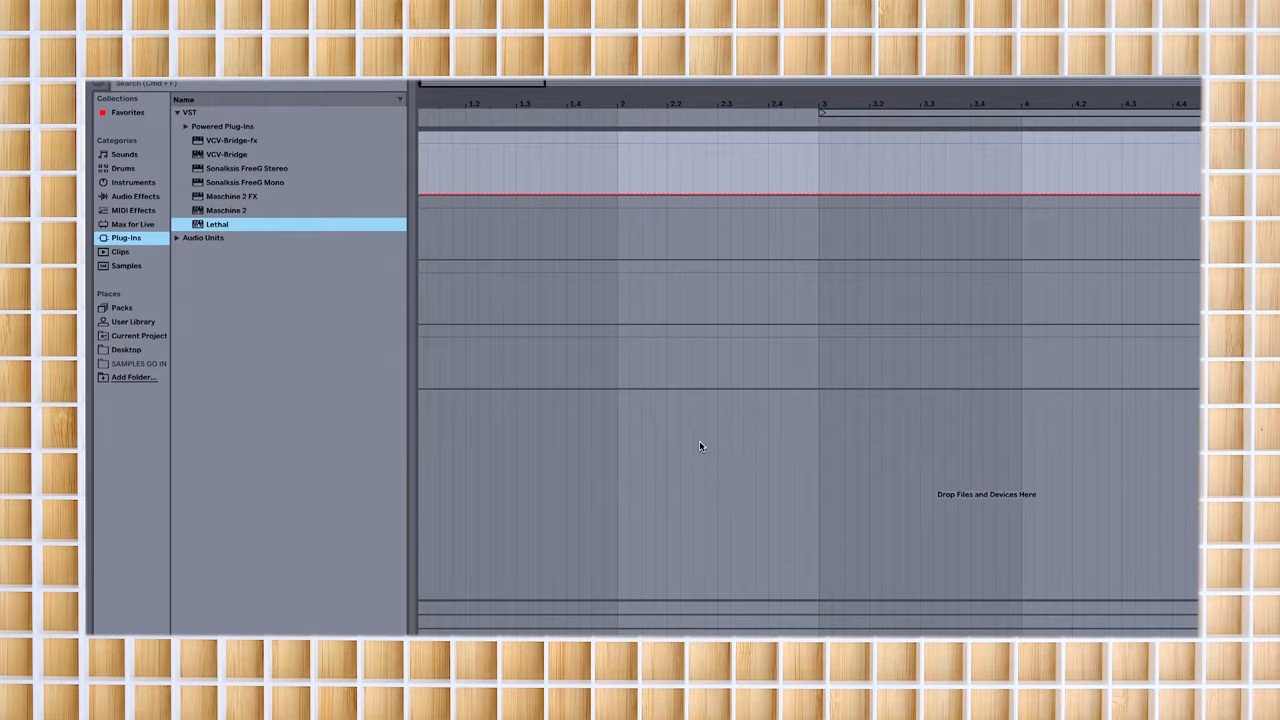 Search (Cmd + F)
Collections
Favorites
Categories
Sounds
Drums
Instruments
Audio Effects
MIDI Effects
Max for Live
Plug-Ins
Clips
Samples
Places
Packs
User Library
Current Project
Desktop
SAMPLES GO IN
Add Folder...
Name
VST
Powered Plug-Ins
VCV-Bridge-fx
VCV-Bridge
Sonalksis FreeG Stereo
Sonalksis FreeG Mono
Maschine 2 FX
Maschine 2
Lethal
Audio Units
1.2 1.3 1.4 2 2.2 2.3 2.4 3 3.2 3.3 3.4 4 4.2 4.3 4.4
Drop Files and Devices Here